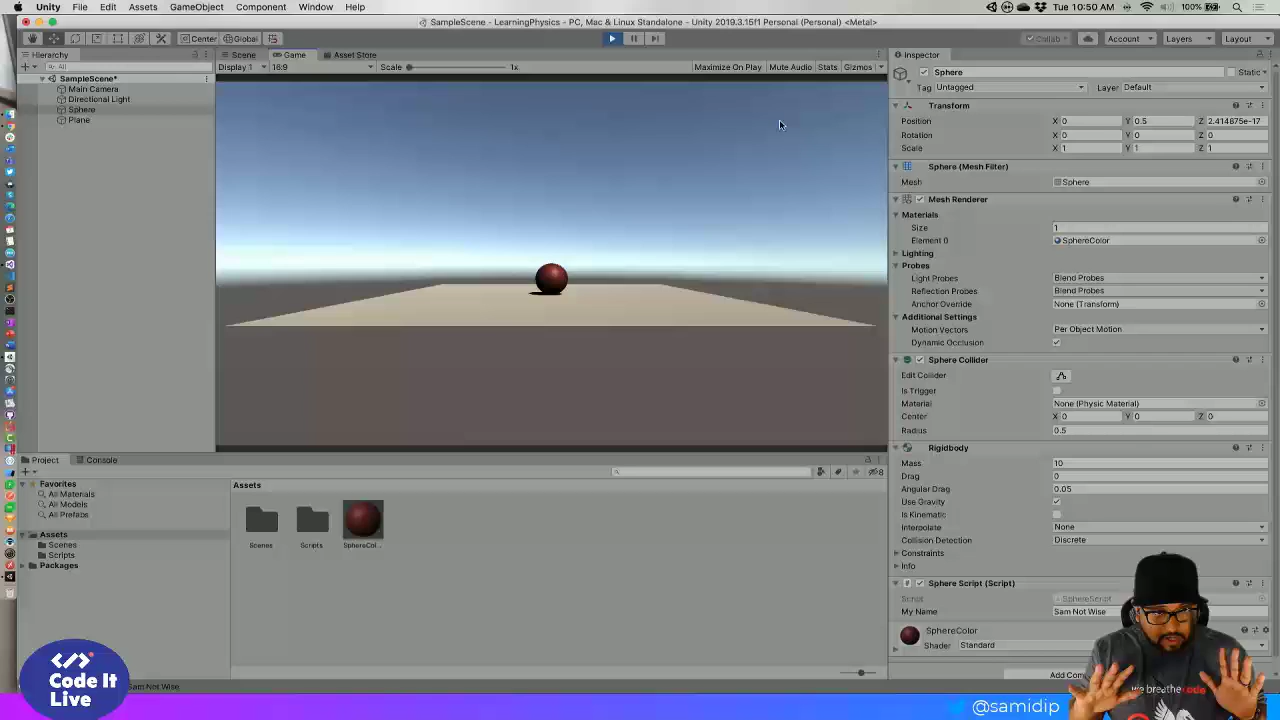 Unity File Edit Assets GameObject Component Window Help
Tue 10:50 AM 100%
SampleScene - LearningPhysics - PC, Mac & Linux Standalone - Unity 2019.3.15f1 Personal (Personal) <Metal>
Center Global Collab Account Layers Layout
Hierarchy
All
SampleScene*
Main Camera
Directional Light
Sphere
Plane
Scene Game Asset Store
Display 1 16:9 Scale 1x Maximize On Play Mute Audio Stats Gizmos
Inspector
Sphere Static
Tag Untagged Layer Default
Transform
Position X 0 Y 0.5 Z 2.414675e-17
Rotation X 0 Y 0 Z 0
Scale X 1 Y 1 Z 1
Sphere (Mesh Filter)
Mesh Sphere
Mesh Renderer
Materials
Size 1
Element 0 SphereColor
Lighting
Probes
Light Probes Blend Probes
Reflection Probes Blend Probes
Anchor Override None (Transform)
Additional Settings
Motion Vectors Per Object Motion
Dynamic Occlusion
Sphere Collider
Edit Collider
Is Trigger
Material None (Physic Material)
Center X 0 Y 0 Z 0
Radius 0.5
Rigidbody
Mass 10
Drag 0
Angular Drag 0.05
Use Gravity
Is Kinematic
Interpolate None
Collision Detection Discrete
Constraints
Info
Sphere Script (Script)
Script SphereScript
My Name Sam Not Wise
SphereColor
Shader Standard
Add Com
Project Console
8
Favorites
All Materials
All Models
All Prefabs
Assets
Scenes
Scripts
Packages
Assets
Scenes Scripts SphereCol...
Sam Not Wise
</>
Code It
Live
we breathe code
@samidip